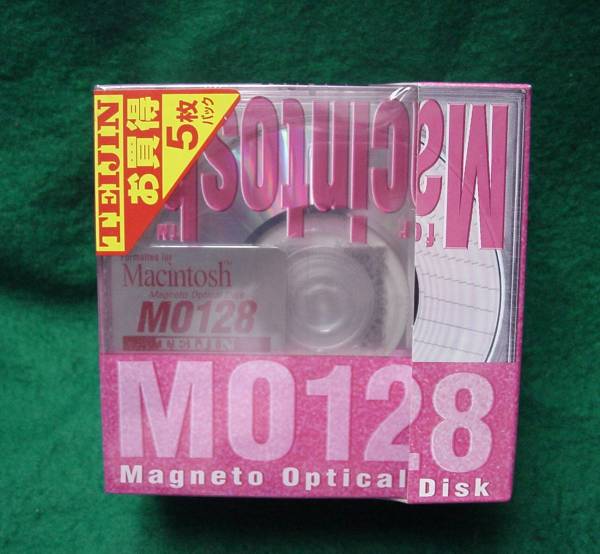 TEIJIN
お買得
5枚
パック
for
Macintosh
Formatted for
Macintosh™
Magneto Optical Disk
MO128
TEIJIN
MO128
Magneto Optical Disk